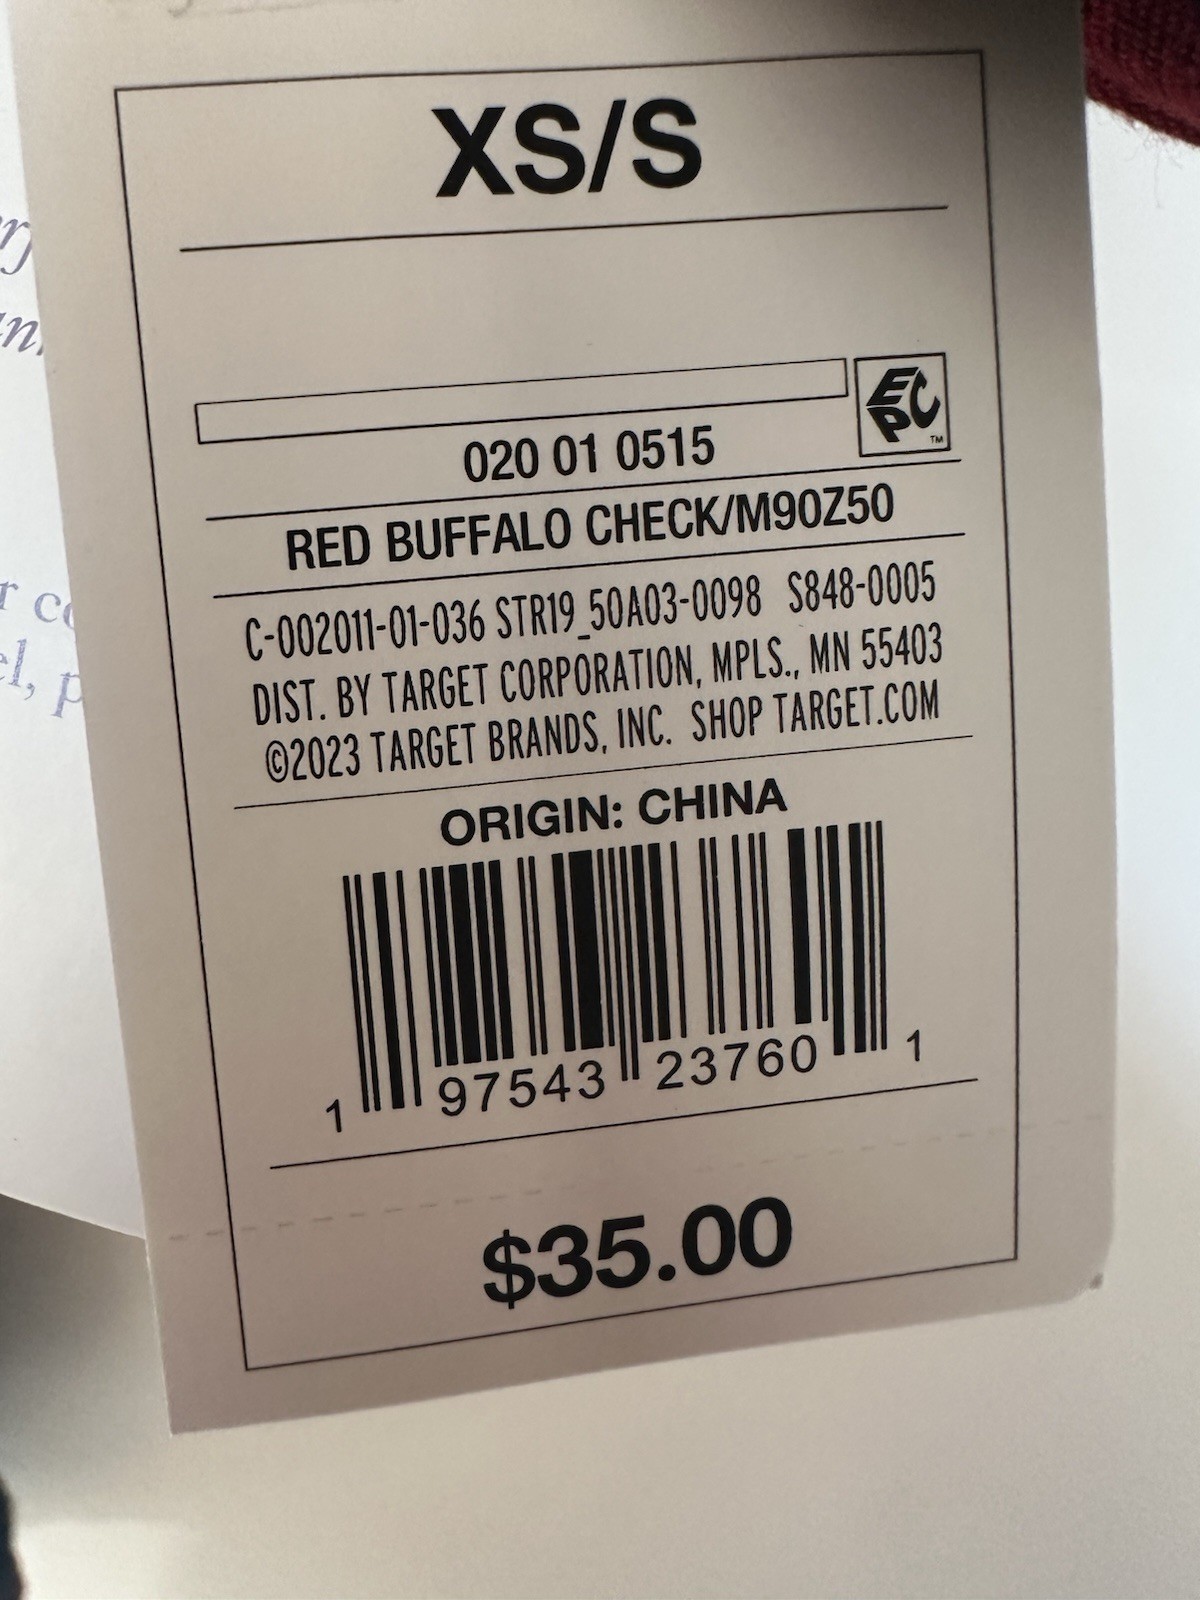 XS/S
EPC™
020 01 0515
RED BUFFALO CHECK/M90Z50
C-002011-01-036 STR19_50A03-0098 S848-0005
DIST. BY TARGET CORPORATION, MPLS., MN 55403
©2023 TARGET BRANDS, INC. SHOP TARGET.COM
ORIGIN: CHINA
1 97543 23760 1
$35.00